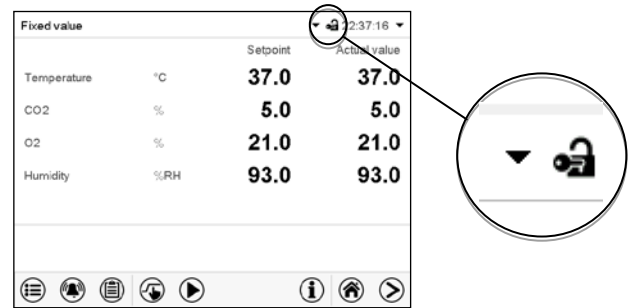 Fixed value 22:37:16
Setpoint Actual value
Temperature °C 37.0 37.0
CO2 % 5.0 5.0
O2 % 21.0 21.0
Humidity %RH 93.0 93.0